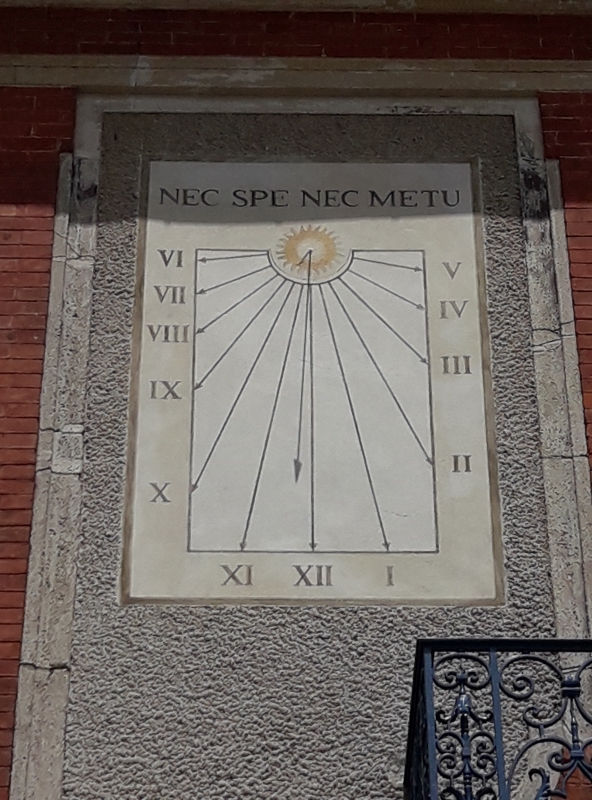 NEC SPE NEC METU
VI
VII
VIII
IX
X
XI XII I
II
III
IV
V